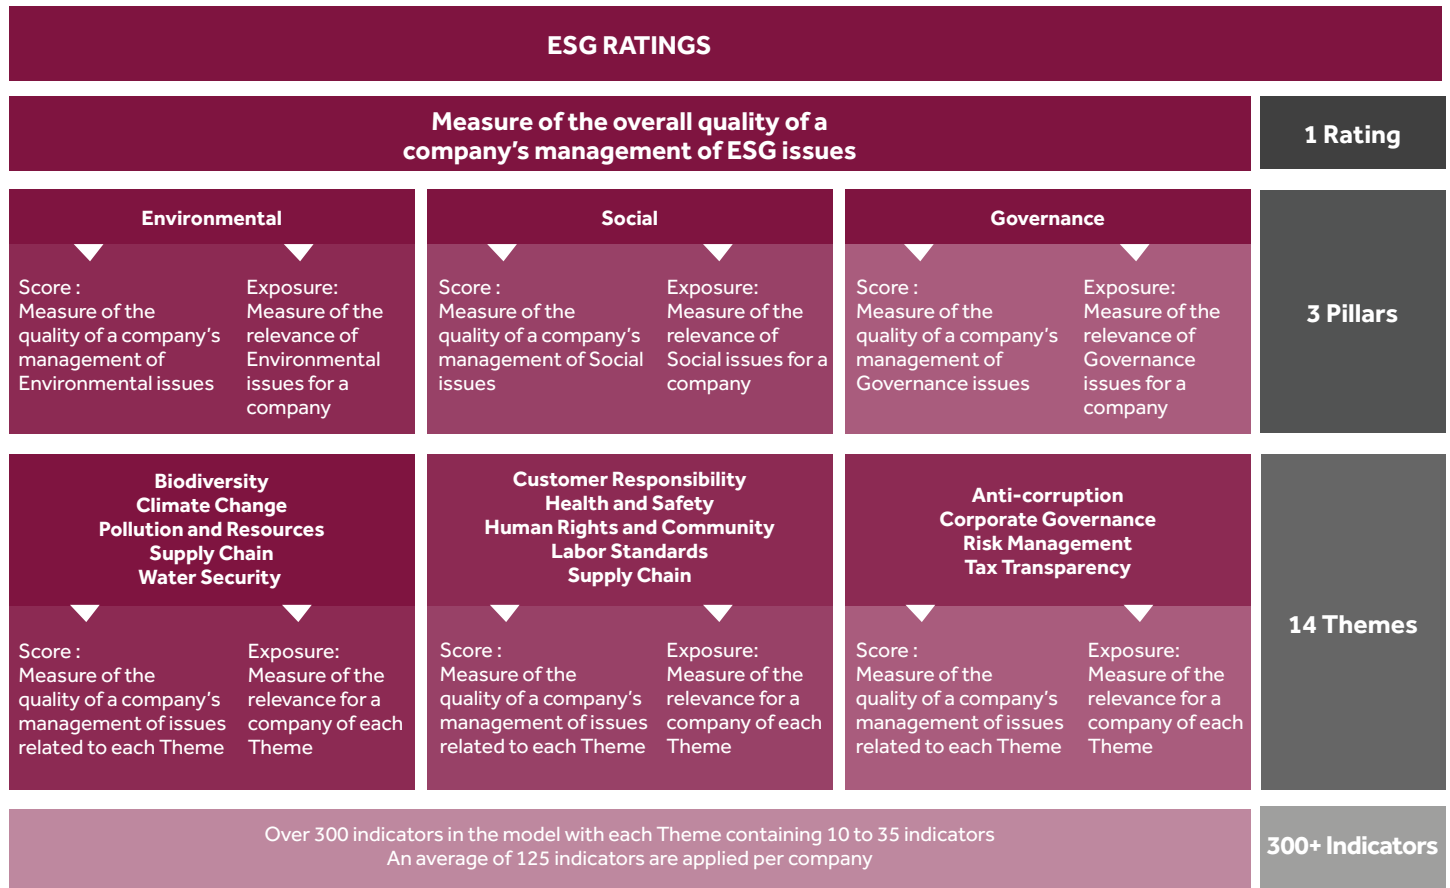 ESG RATINGS
Measure of the overall quality of a
company's management of ESG issues
1 Rating
Environmental
Score :
Measure of the
quality of a company's
management of
Environmental issues
Exposure:
Measure of the
relevance of
Environmental
issues for a
company
Social
Score :
Measure of the
quality of a company's
management of Social
issues
Exposure:
Measure of the
relevance of
Social issues for a
company
Governance
Score :
Measure of the
quality of a company's
management of
Governance issues
Exposure:
Measure of the
relevance of
Governance
issues for a
company
3 Pillars
Biodiversity
Climate Change
Pollution and Resources
Supply Chain
Water Security
Score :
Measure of the
quality of a company's
management of issues
related to each Theme
Exposure:
Measure of the
relevance for a
company of each
Theme
Customer Responsibility
Health and Safety
Human Rights and Community
Labor Standards
Supply Chain
Score :
Measure of the
quality of a company's
management of issues
related to each Theme
Exposure:
Measure of the
relevance for a
company of each
Theme
Anti-corruption
Corporate Governance
Risk Management
Tax Transparency
Score :
Measure of the
quality of a company's
management of issues
related to each Theme
Exposure:
Measure of the
relevance for a
company of each
Theme
14 Themes
Over 300 indicators in the model with each Theme containing 10 to 35 indicators
An average of 125 indicators are applied per company
300+ Indicators